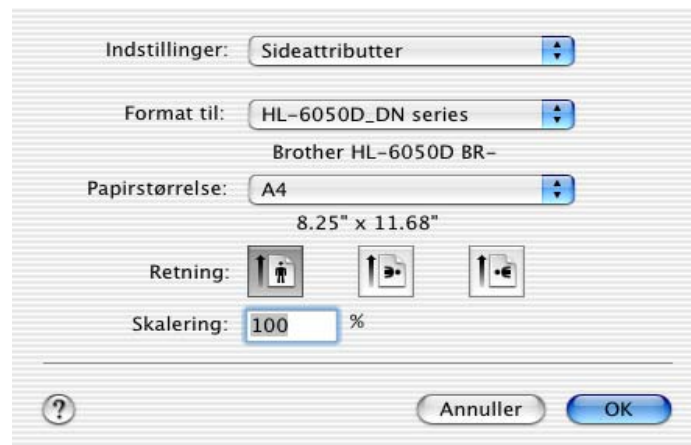 Indstillinger: Sideattributter
Format til: HL-6050D_DN series
Brother HL-6050D BR-
Papirstørrelse: A4
8.25" x 11.68"
Retning:
Skalering: 100 %
? Annuller OK